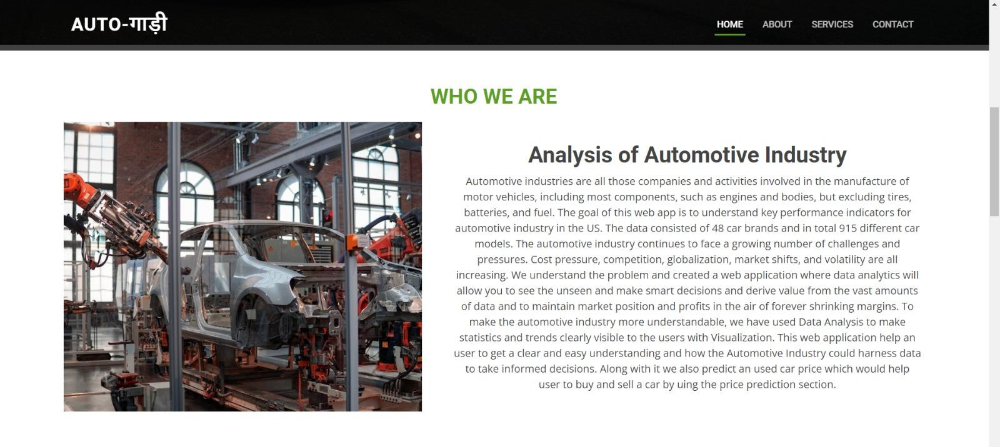 AUTO-गाड़ी
HOME ABOUT SERVICES CONTACT
WHO WE ARE
Analysis of Automotive Industry
Automotive industries are all those companies and activities involved in the manufacture of
motor vehicles, including most components, such as engines and bodies, but excluding tires,
batteries, and fuel. The goal of this web app is to understand key performance indicators for
automotive industry in the US. The data consisted of 48 car brands and in total 915 different car
models. The automotive industry continues to face a growing number of challenges and
pressures. Cost pressure, competition, globalization, market shifts, and volatility are all
increasing. We understand the problem and created a web application where data analytics will
allow you to see the unseen and make smart decisions and derive value from the vast amounts
of data and to maintain market position and profits in the air of forever shrinking margins. To
make the automotive industry more understandable, we have used Data Analysis to make
statistics and trends clearly visible to the users with Visualization. This web application help an
user to get a clear and easy understanding and how the Automotive Industry could harness data
to take informed decisions. Along with it we also predict an used car price which would help
user to buy and sell a car by uing the price prediction section.